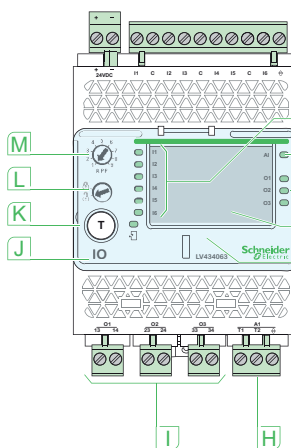 + −
+ −
24VDC
I1 C I2 I3 C I4 I5 C I6
M
L
K
J
R P F
T
IO
I1
I2
I3
I4
I5
I6
AI
O1
O2
O3
LV434063
Schneider
Electric
O1 O2 O3 A1
13 14 23 24 33 34 T1 T2
I
H